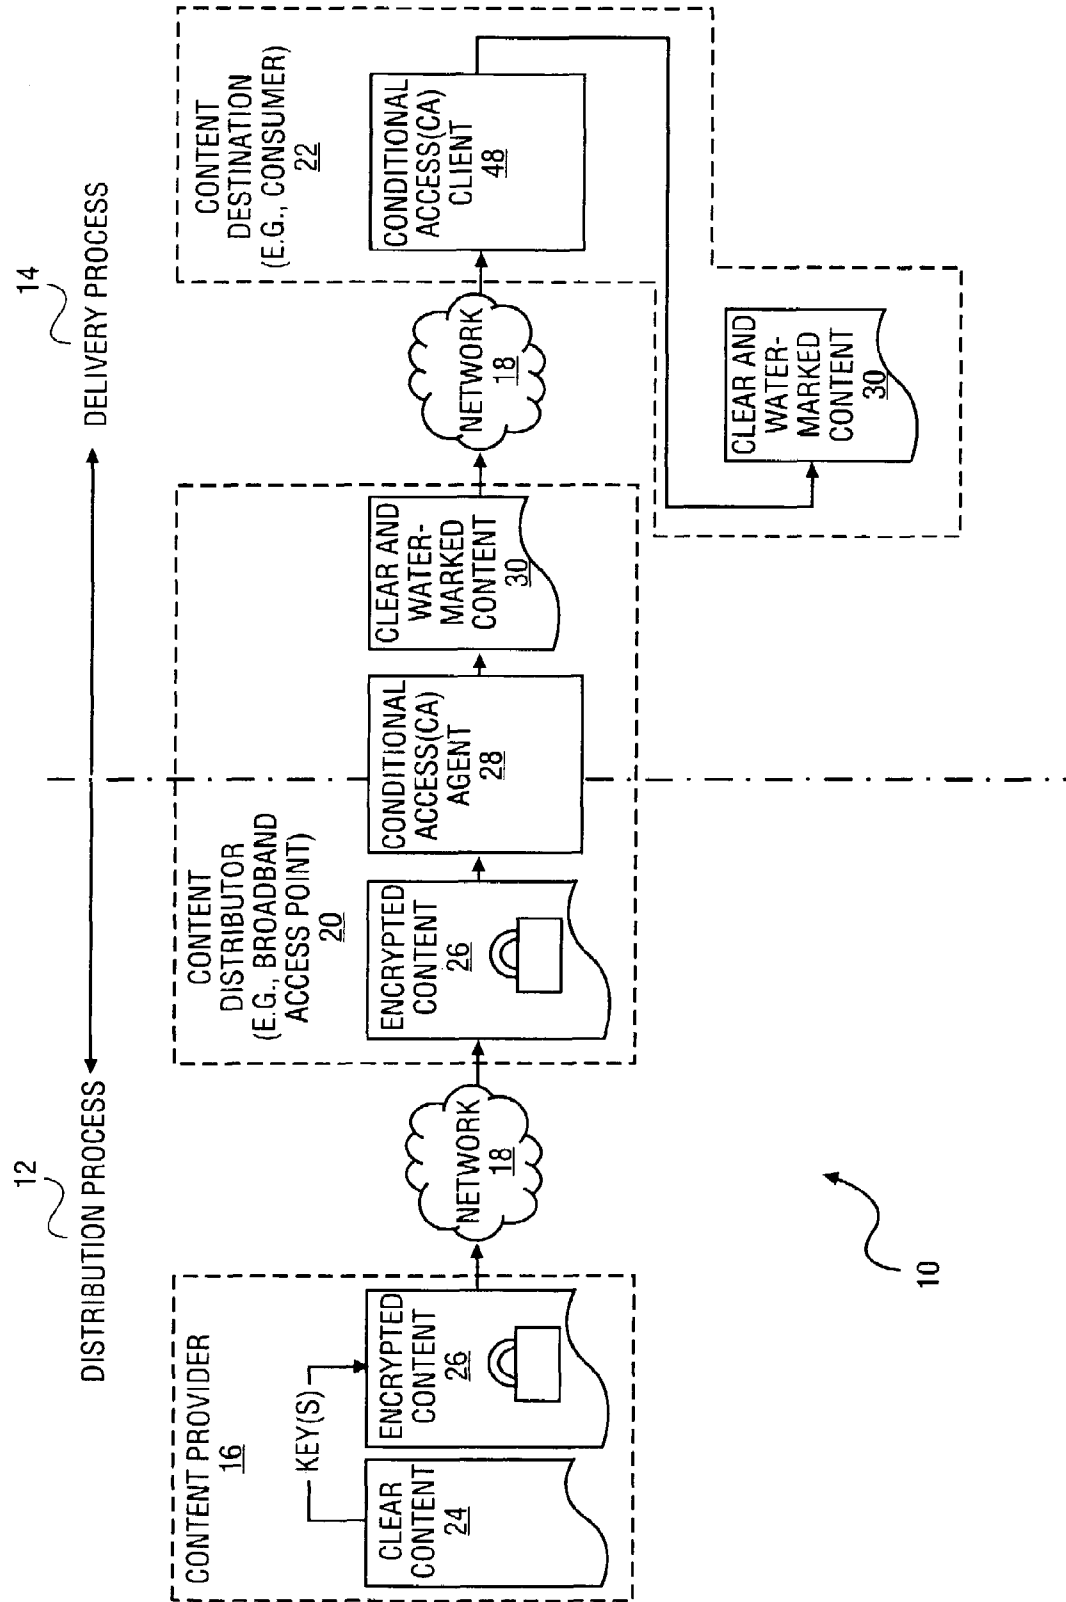 12
DISTRIBUTION PROCESS
14
DELIVERY PROCESS
CONTENT PROVIDER
16
KEY(S)
CLEAR
CONTENT
24
ENCRYPTED
CONTENT
26
NETWORK
18
CONTENT
DISTRIBUTOR
(E.G., BROADBAND
ACCESS POINT)
20
ENCRYPTED
CONTENT
26
CONDITIONAL
ACCESS(CA)
AGENT
28
CLEAR AND
WATER-
MARKED
CONTENT
30
NETWORK
18
CONTENT
DESTINATION
(E.G., CONSUMER)
22
CONDITIONAL
ACCESS(CA)
CLIENT
48
CLEAR AND
WATER-
MARKED
CONTENT
30
10